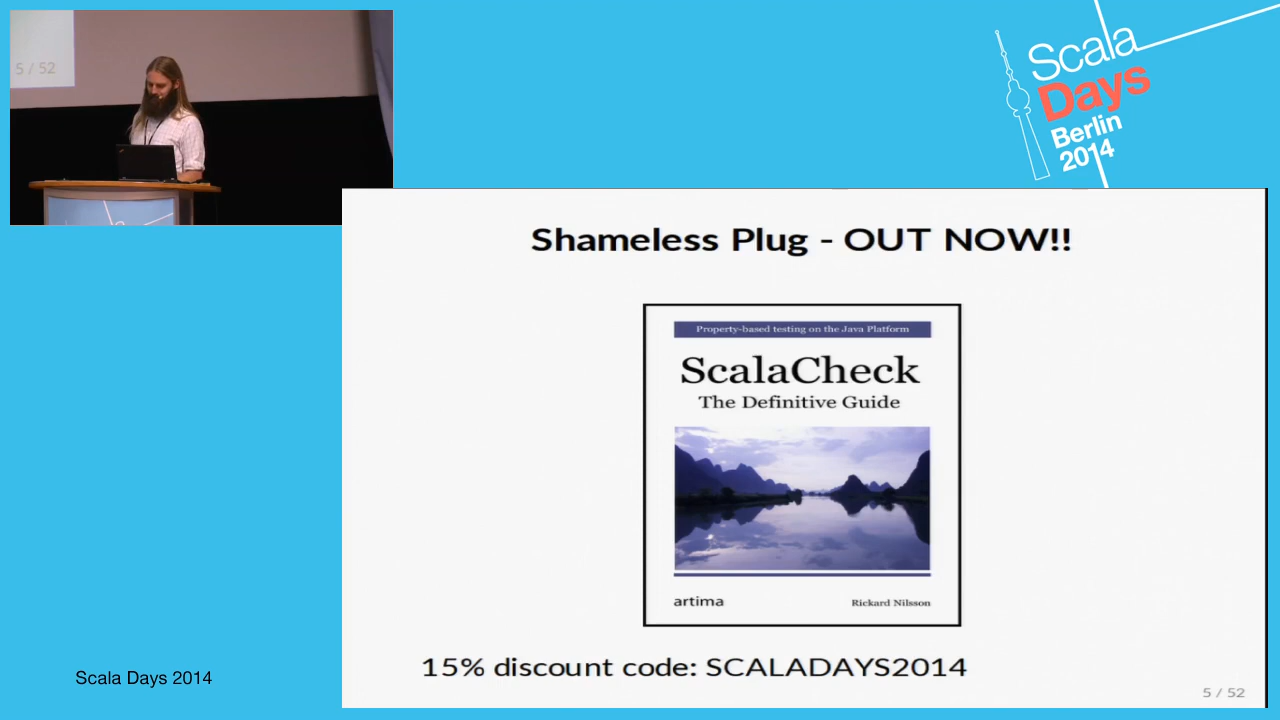 5 / 52
Scala
Days
Berlin
2014
Shameless Plug - OUT NOW!!
Property-based testing on the Java Platform
ScalaCheck
The Definitive Guide
artima
Rickard Nilsson
15% discount code: SCALADAYS2014
5 / 52
Scala Days 2014